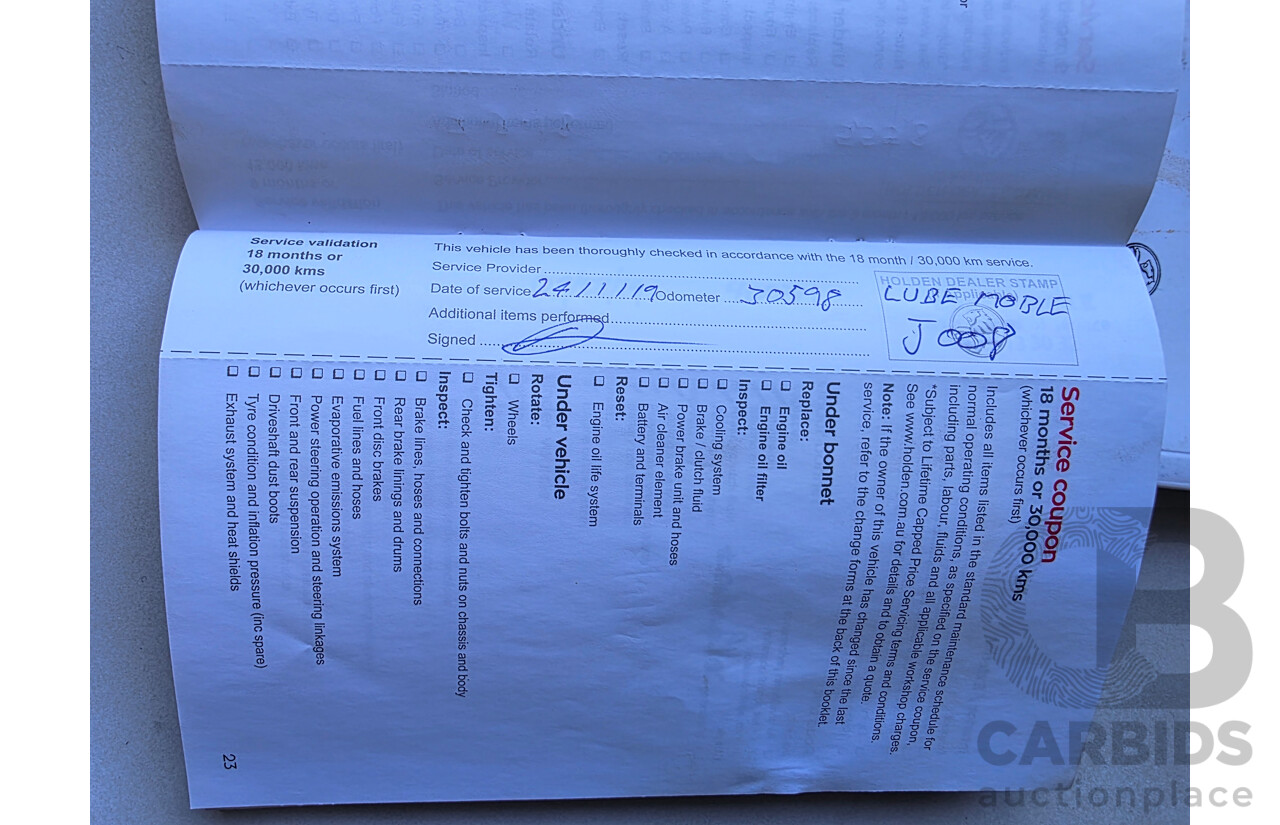 Service validation
18 months or
30,000 kms
(whichever occurs first)
This vehicle has been thoroughly checked in accordance with the 18 month / 30,000 km service.
Service Provider
Date of service 24/1/19 Odometer 30598
Additional items performed
Signed
HOLDEN DEALER STAMP
LUBE MOBLE
J008
Service coupon
18 months or 30,000 kms
(whichever occurs first)
Includes all items listed in the standard maintenance schedule for
normal operating conditions, as specified on the service coupon,
including parts, labour, fluids and all applicable workshop charges.
*Subject to Lifetime Capped Price Servicing terms and conditions.
See www.holden.com.au for details and to obtain a quote.
Note: If the owner of this vehicle has changed since the last
service, refer to the change forms at the back of this booklet.
Under bonnet
Replace:
❑ Engine oil
❑ Engine oil filter
Inspect:
❑ Cooling system
❑ Brake / clutch fluid
❑ Power brake unit and hoses
❑ Air cleaner element
❑ Battery and terminals
Reset:
❑ Engine oil life system
Under vehicle
Rotate:
❑ Wheels
Tighten:
❑ Check and tighten bolts and nuts on chassis and body
Inspect:
❑ Brake lines, hoses and connections
❑ Rear brake linings and drums
❑ Front disc brakes
❑ Fuel lines and hoses
❑ Evaporative emissions system
❑ Power steering operation and steering linkages
❑ Front and rear suspension
❑ Driveshaft dust boots
❑ Tyre condition and inflation pressure (inc spare)
❑ Exhaust system and heat shields
23
CARBIDS
auctionplace